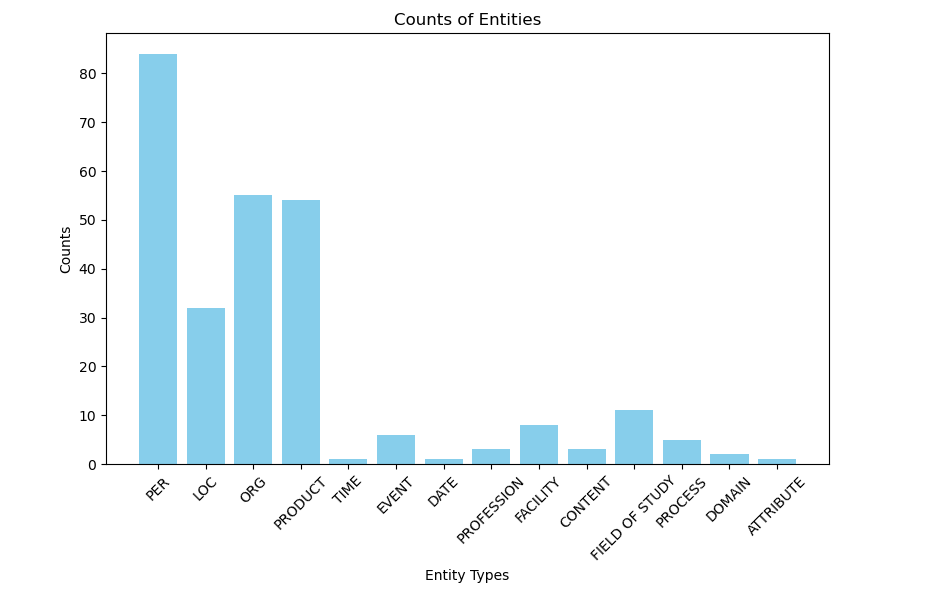 Counts of Entities
80
70
60
50
40
30
20
10
0
Counts
PER
LOC
ORG
PRODUCT
TIME
EVENT
DATE
PROFESSION
FACILITY
CONTENT
FIELD OF STUDY
PROCESS
DOMAIN
ATTRIBUTE
Entity Types